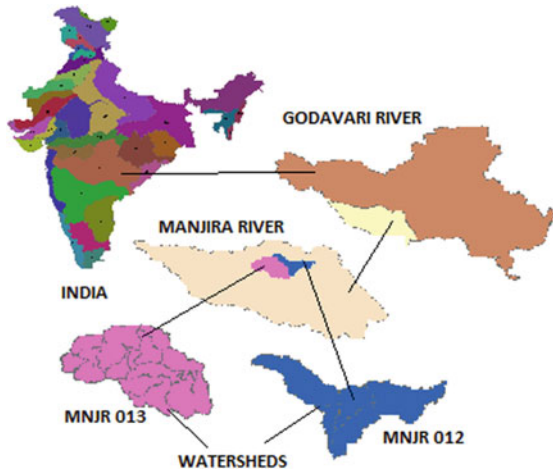 GODAVARI RIVER
MANJIRA RIVER
INDIA
MNJR 013
MNJR 012
WATERSHEDS